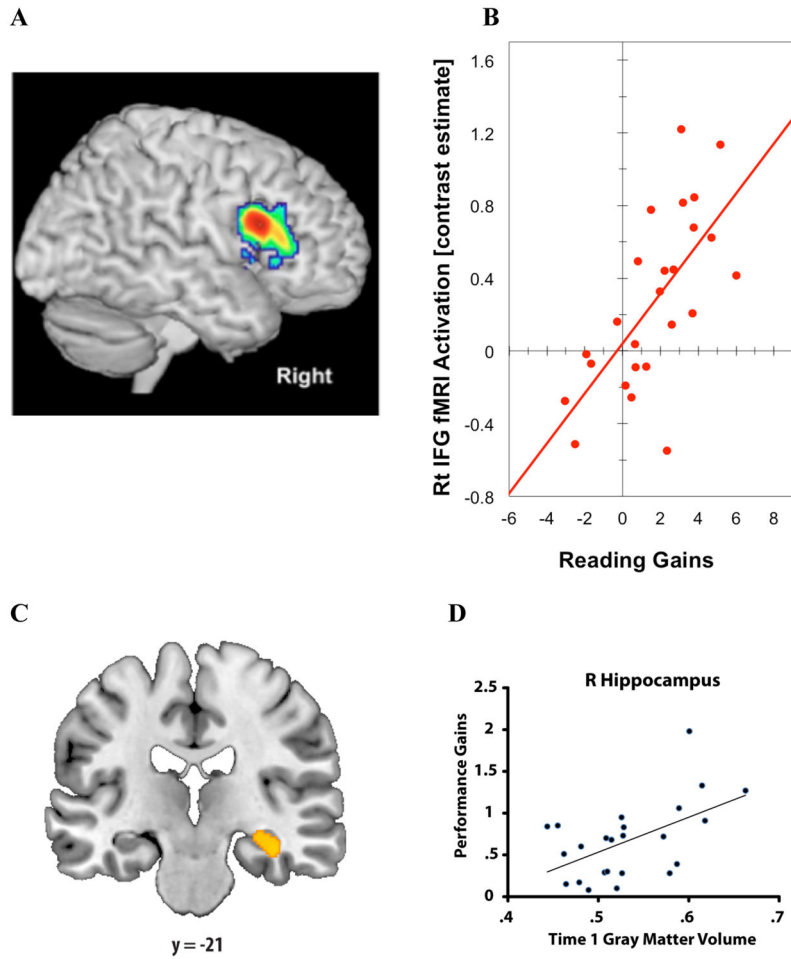 A
Right
B
Rt IFG fMRI Activation [contrast estimate]
1.6
1.2
0.8
0.4
0
-0.4
-0.8
-6 -4 -2 0 2 4 6 8
Reading Gains
C
y = -21
D
R Hippocampus
Performance Gains
2.5
2
1.5
1
.5
0
.4 .5 .6 .7
Time 1 Gray Matter Volume